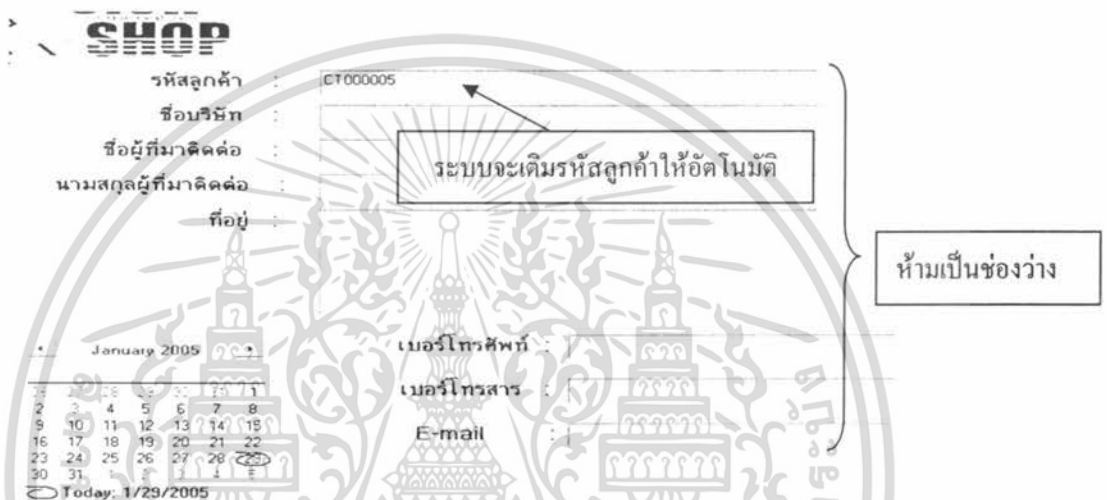 SHOP
รหัสลูกค้า : CT000005
ชื่อบริษัท :
ชื่อผู้ที่มาติดต่อ :
นามสกุลผู้ที่มาติดต่อ :
ที่อยู่ :
ระบบจะเติมรหัสลูกค้าให้อัตโนมัติ
ห้ามเป็นช่องว่าง
เบอร์โทรศัพท์ :
เบอร์โทรสาร :
E-mail :
January 2005
1
2 3 4 5 6 7 8
9 10 11 12 13 14 15
16 17 18 19 20 21 22
23 24 25 26 27 28 29
30 31
Today: 1/29/2005